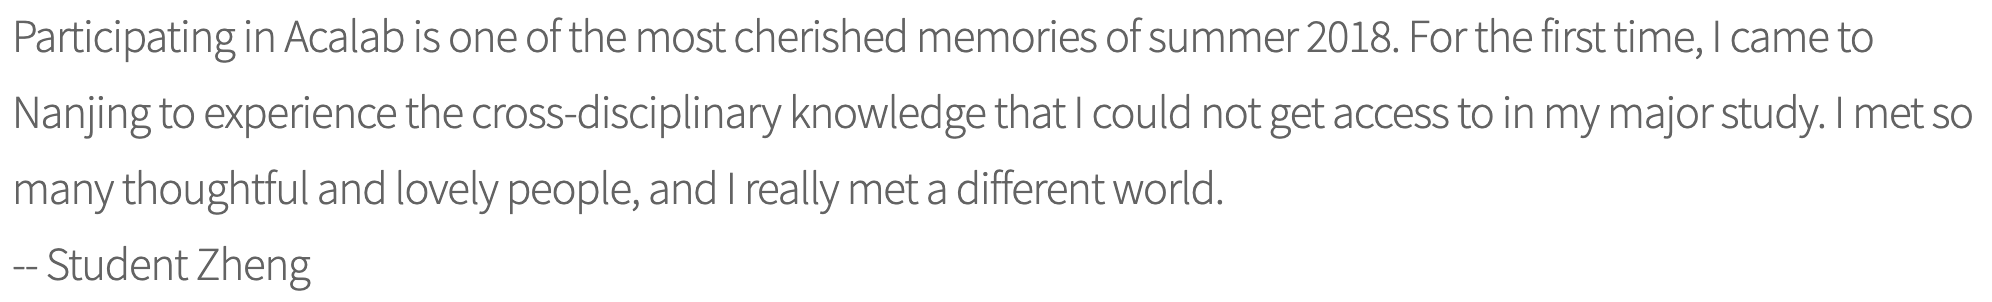 Participating in Acalab is one of the most cherished memories of summer 2018. For the first time, I came to
Nanjing to experience the cross-disciplinary knowledge that I could not get access to in my major study. I met so
many thoughtful and lovely people, and I really met a different world.
-- Student Zheng